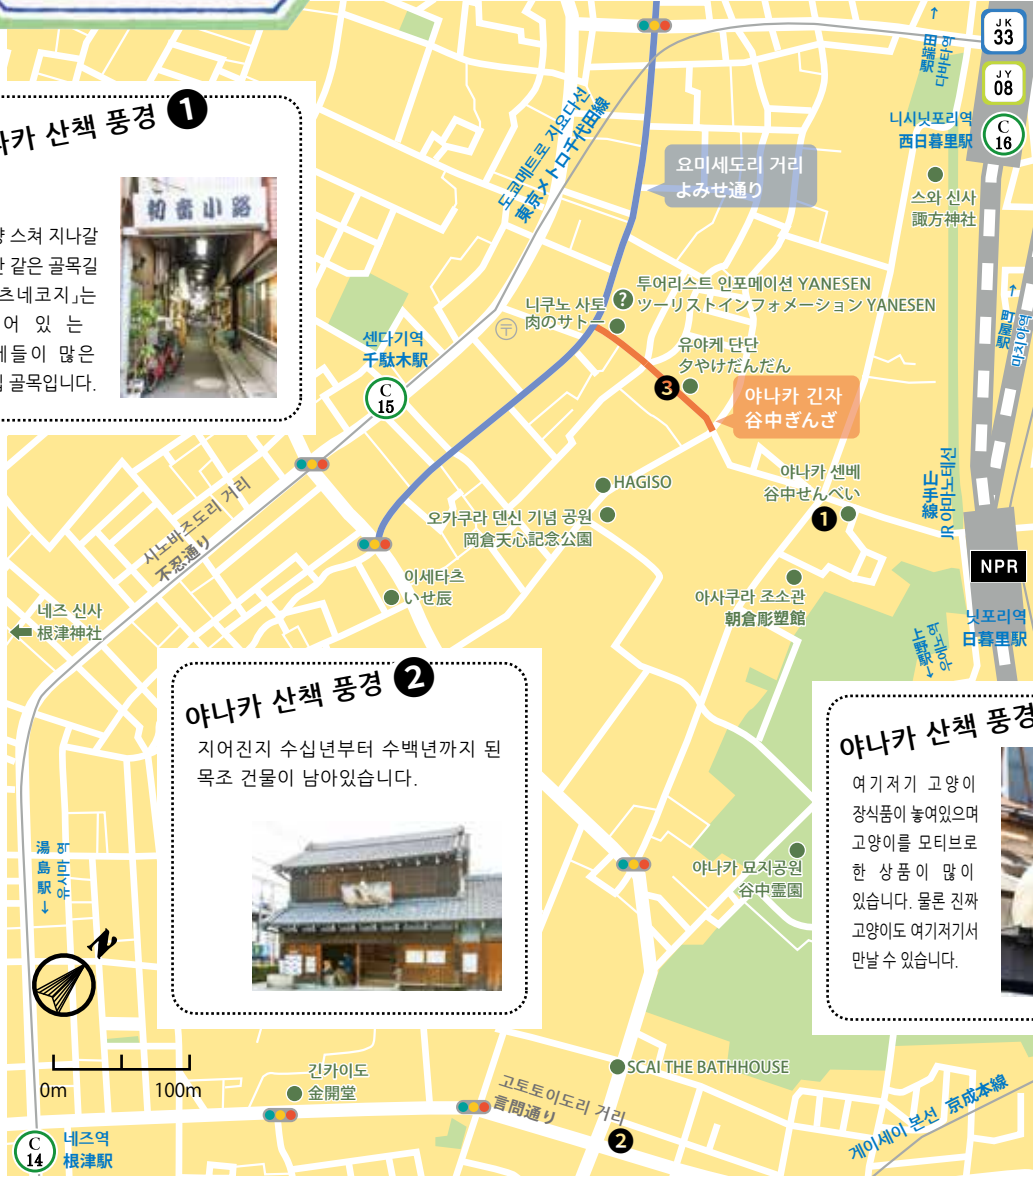 JK
33
JY
08
C
16
↑ 田端駅
다바타역
니시닛포리역
西日暮里駅
스와 신사
諏方神社
산책 풍경 1
初音小路
스쳐 지나갈
같은 골목길
어 있 는
많은
골목입니다.
도쿄메트로 지요다선
東京メトロ千代田線
요미세도리 거리
よみせ通り
투어리스트 인포메이션 YANESEN
ツーリストインフォメーション YANESEN
?
니쿠노 사토
肉のサトー
〒
센다기역
千駄木駅
C
15
유야케 단단
夕やけだんだん
3
야나카 긴자
谷中ぎんざ
↑ 町屋駅
마치야역
야나카 센베
谷中せんべい
1
山手線
JR 야마노테선
HAGISO
오카쿠라 덴신 기념 공원
岡倉天心記念公園
시노바즈도리 거리
不忍通り
이세타츠
いせ辰
아사쿠라 조소관
朝倉彫塑館
NPR
닛포리역
日暮里駅
上野駅→
우에노역
네즈 신사
根津神社
야나카 산책 풍경 2
지어진지 수십년부터 수백년까지 된
목조 건물이 남아있습니다.
야나카 산책 풍경
여기저기 고양이
장식품이 놓여있으며
고양이를 모티브로
한 상품이 많이
있습니다. 물론 진짜
고양이도 여기저기서
만날 수 있습니다.
湯島駅→
유시마역
야나카 묘지공원
谷中霊園
N
0m
100m
긴카이도
金開堂
SCAI THE BATHHOUSE
고토토이도리 거리
言問通り
2
게이세이 본선 京成本線
C
14
네즈역
根津駅